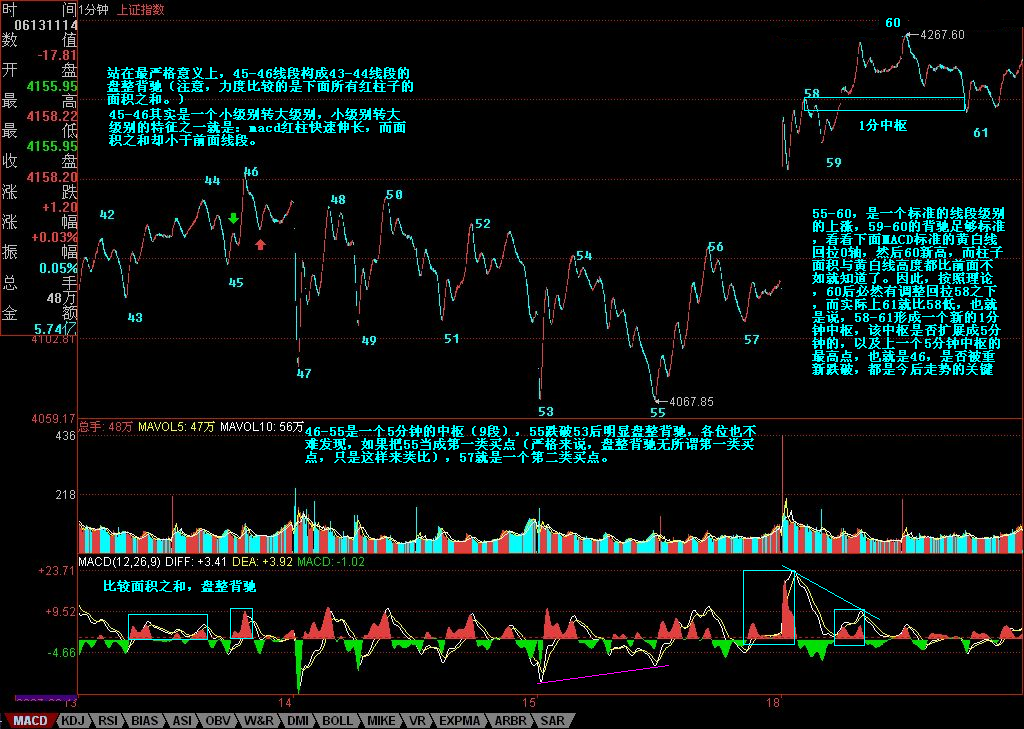 时 间
06131114
数 值
-17.81
开 盘
4155.95
最 高
4158.22
最 低
4155.95
收 盘
4158.20
涨 跌
+1.20
涨 幅
+0.03%
振 幅
0.05%
总 手
48万
金 额
5.74亿
1分钟 上证指数
站在最严格意义上，45-46线段构成43-44线段的
盘整背驰（注意，力度比较的是下面所有红柱子的
面积之和。）
45-46其实是一个小级别转大级别，小级别转大
级别的特征之一就是：macd红柱快速伸长，而面
积之和却小于前面线段。
42
43
44
45
46
47
48
49
50
51
52
53
54
55
4067.85
56
57
58
59
60
4267.60
61
1分中枢
55-60，是一个标准的线段级别
的上涨，59-60的背驰足够标准
，看看下面MACD标准的黄白线
回拉0轴，然后60新高，而柱子
面积与黄白线高度都比前面不
如就知道了。因此，按照理论
，60后必然有调整回拉58之下
，而实际上61就比58低，也就
是说，58-61形成一个新的1分
钟中枢，该中枢是否扩展成5分
钟的，以及上一个5分钟中枢的
最高点，也就是46，是否被重
新跌破，都是今后走势的关键
4102.81
4059.17
总手: 48万 MAVOL5: 47万 MAVOL10: 56万
46-55是一个5分钟的中枢（9段），55跌破53后明显盘整背驰，各位也不
难发现，如果把55当成第一类买点（严格来说，盘整背驰无所谓第一类买
点，只是这样来类比），57就是一个第二类买点。
436
218
MACD(12,26,9) DIFF: +3.41 DEA: +3.92 MACD: -1.02
比较面积之和，盘整背驰
+23.71
+9.52
-4.66
13 14 15 18
MACD KDJ RSI BIAS ASI OBV W&R DMI BOLL MIKE VR EXPMA ARBR SAR